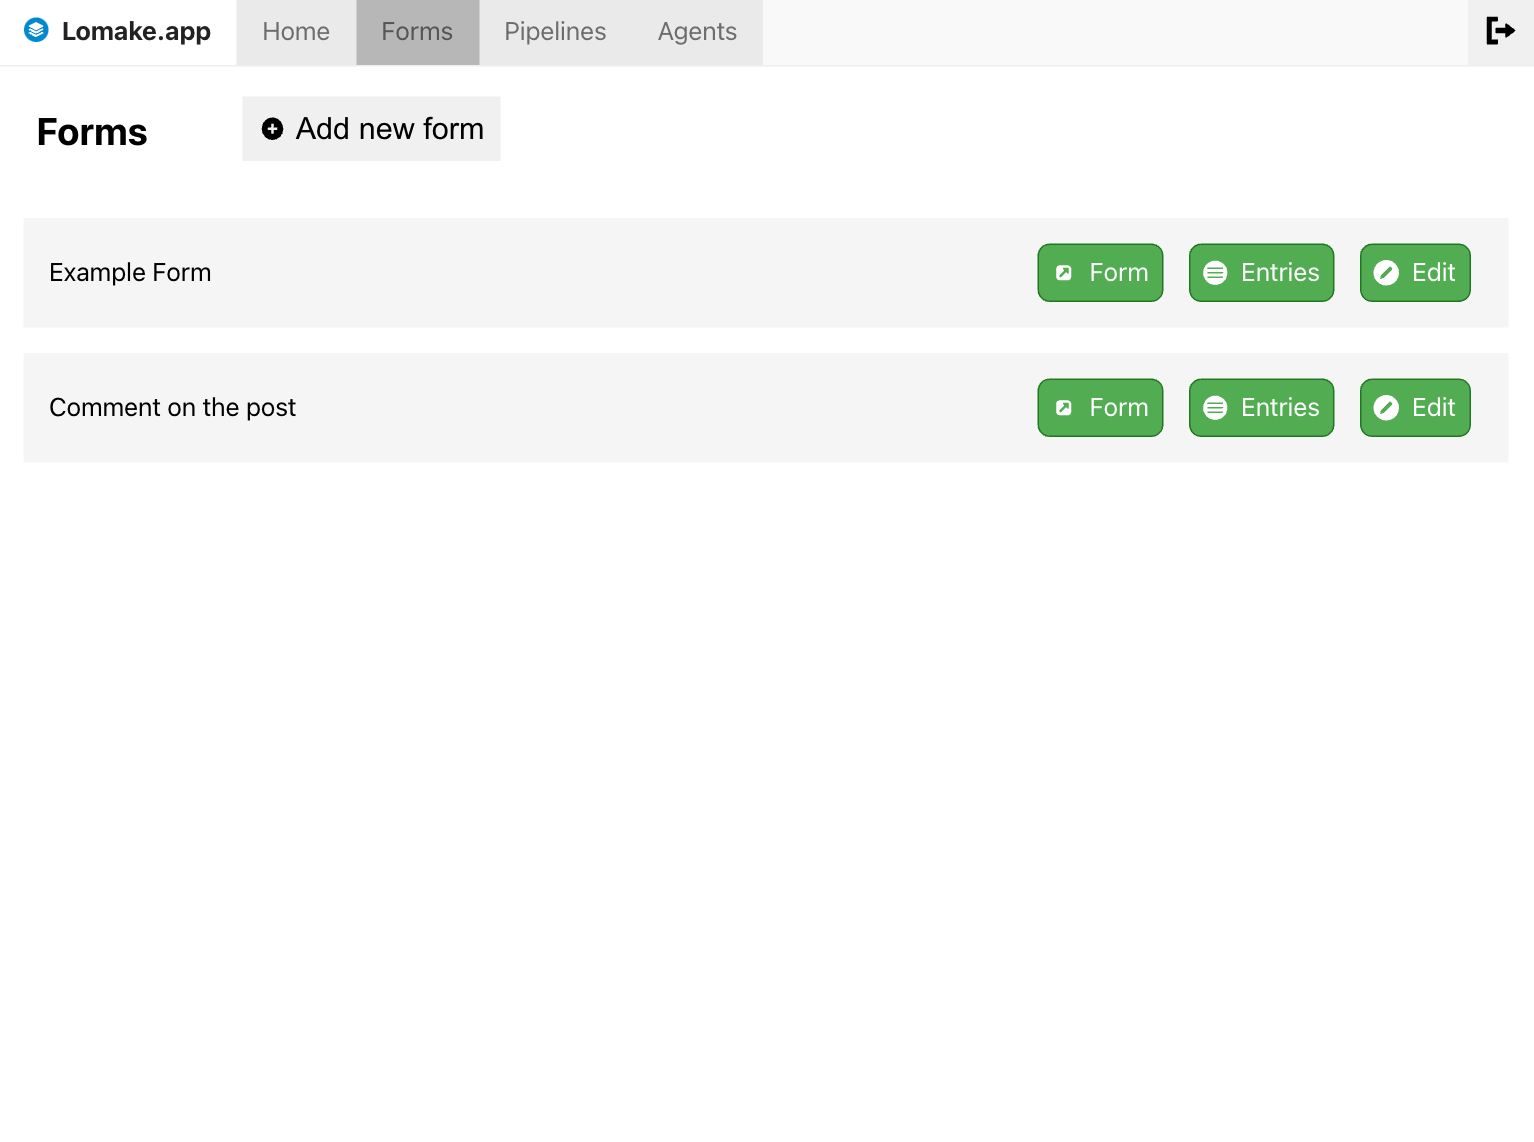 Lomake.app Home Forms Pipelines Agents
Forms Add new form
Example Form Form Entries Edit
Comment on the post Form Entries Edit